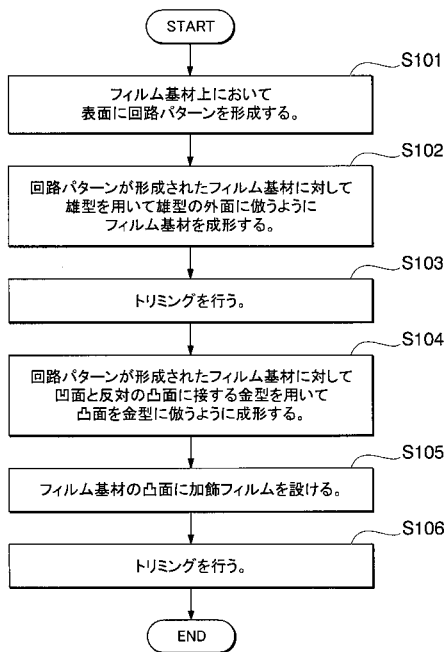 START
S101
フィルム基材上において
表面に回路パターンを形成する。
S102
回路パターンが形成されたフィルム基材に対して
雄型を用いて雄型の外面に倣うように
フィルム基材を成形する。
S103
トリミングを行う。
S104
回路パターンが形成されたフィルム基材に対して
凹面と反対の凸面に接する金型を用いて
凸面を金型に倣うように成形する。
S105
フィルム基材の凸面に加飾フィルムを設ける。
S106
トリミングを行う。
END